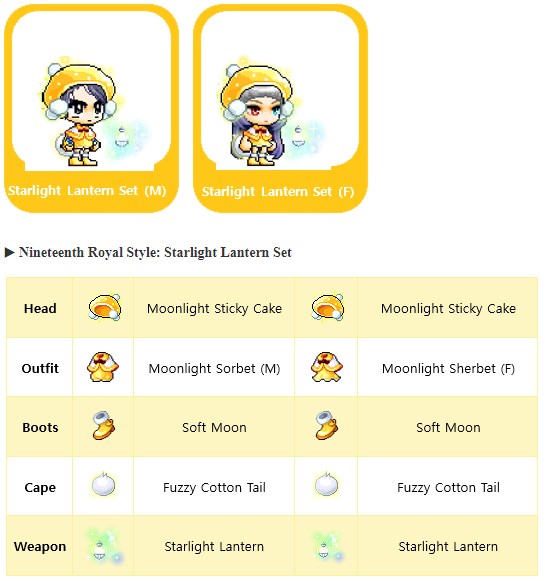 Starlight Lantern Set (M)
Starlight Lantern Set (F)
▶ Nineteenth Royal Style: Starlight Lantern Set
Head Moonlight Sticky Cake Moonlight Sticky Cake
Outfit Moonlight Sorbet (M) Moonlight Sherbet (F)
Boots Soft Moon Soft Moon
Cape Fuzzy Cotton Tail Fuzzy Cotton Tail
Weapon Starlight Lantern Starlight Lantern